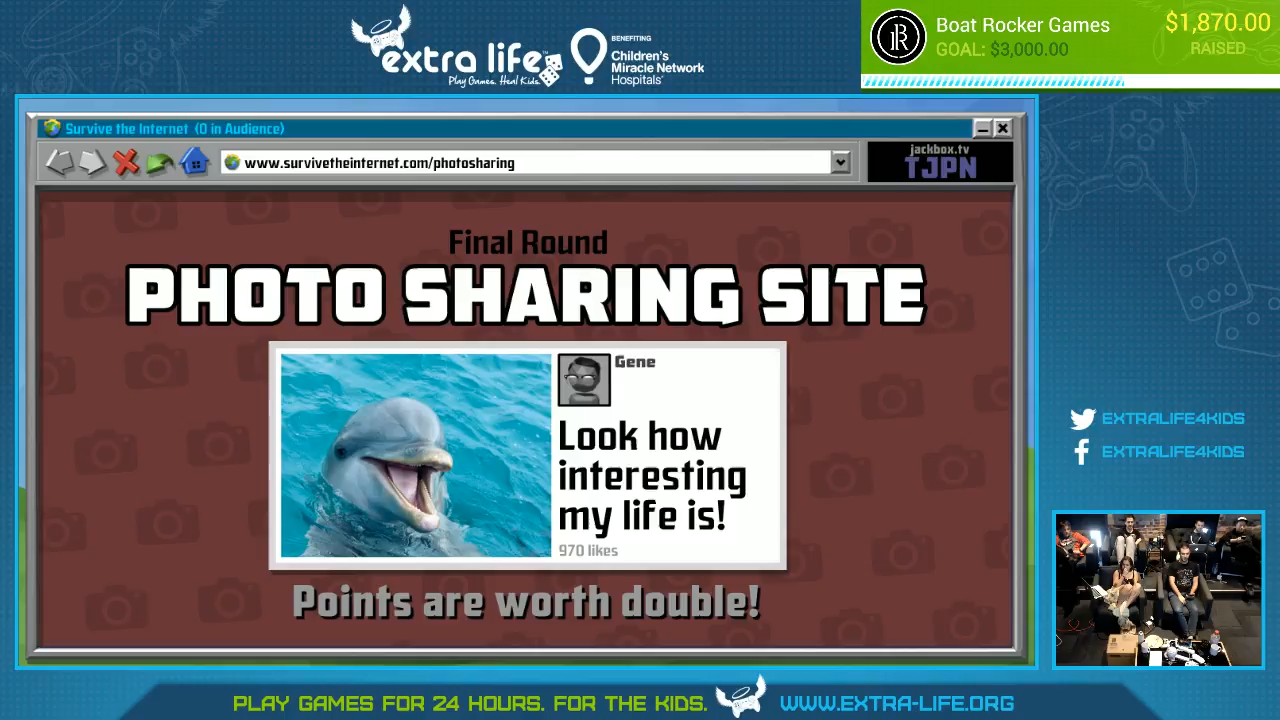 extra life
Play Games. Heal Kids.
BENEFITING
Children's
Miracle Network
Hospitals
Boat Rocker Games
GOAL: $3,000.00
$1,870.00
RAISED
Survive the Internet (0 in Audience)
www.survivetheinternet.com/photosharing
jackbox.tv
TJPN
Final Round
PHOTO SHARING SITE
Gene
Look how
interesting
my life is!
970 likes
Points are worth double!
EXTRALIFE4KIDS
EXTRALIFE4KIDS
PLAY GAMES FOR 24 HOURS. FOR THE KIDS.
WWW.EXTRA-LIFE.ORG